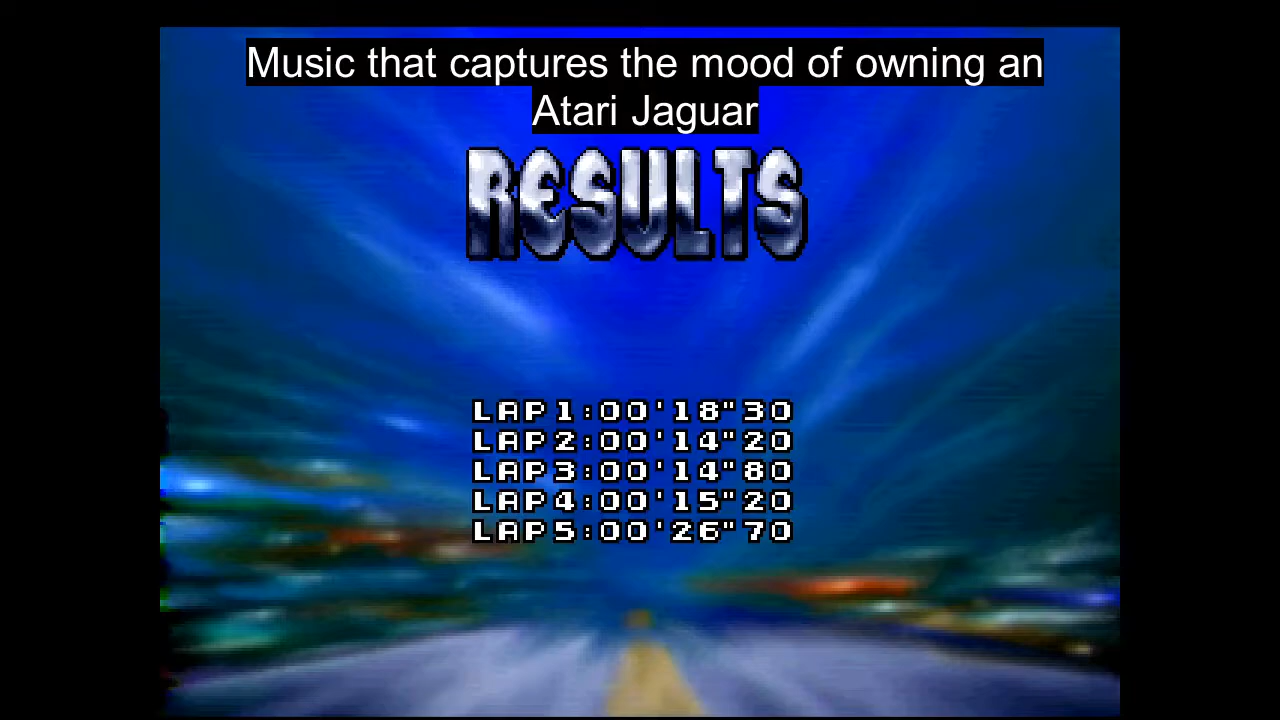 Music that captures the mood of owning an
Atari Jaguar
RESULTS
LAP1:00'18"30
LAP2:00'14"20
LAP3:00'14"80
LAP4:00'15"20
LAP5:00'26"70